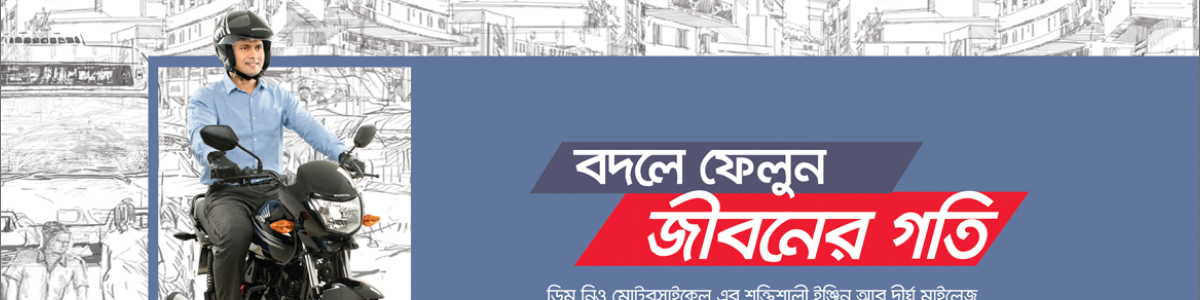 বদলে ফেলুন
জীবনের গতি
ড্রিম নিও মোটরসাইকেল এর শক্তিশালী ইঞ্জিন আর দীর্ঘ মাইলেজ